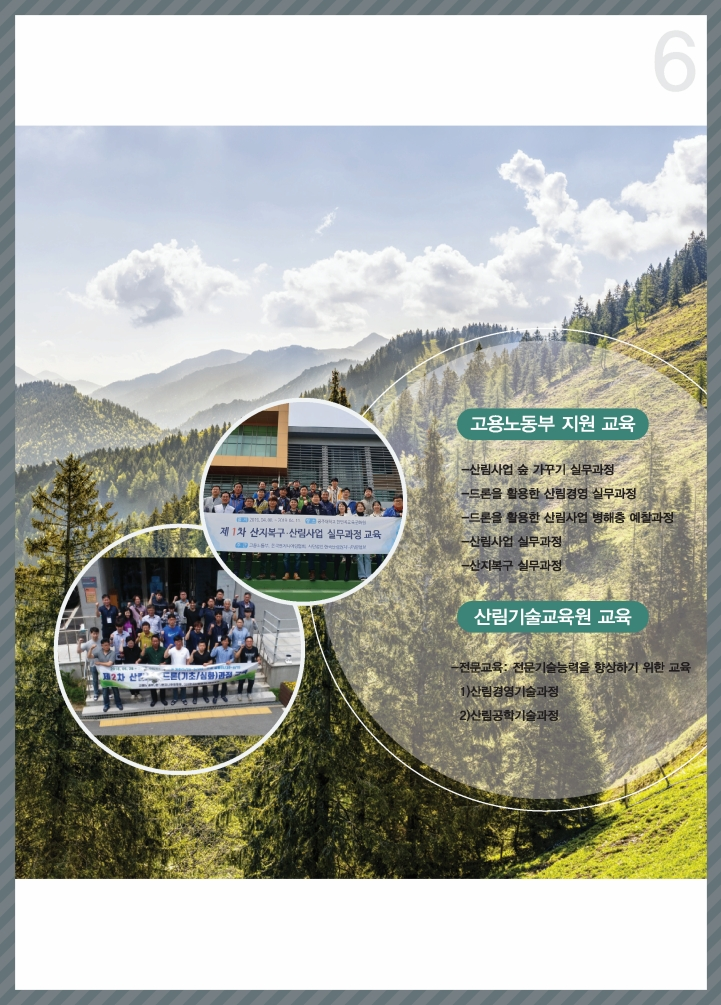 6
고용노동부 지원 교육
-산림사업 숲 가꾸기 실무과정
-드론을 활용한 산림경영 실무과정
-드론을 활용한 산림사업 병해충 예찰과정
-산림사업 실무과정
-산지복구 실무과정
제 1차 산지복구·산림사업 실무과정 교육
산림기술교육원 교육
-전문교육: 전문기술능력을 향상하기 위한 교육
1)산림경영기술과정
2)산림공학기술과정
제2차 산림 드론(기초/심화)과정